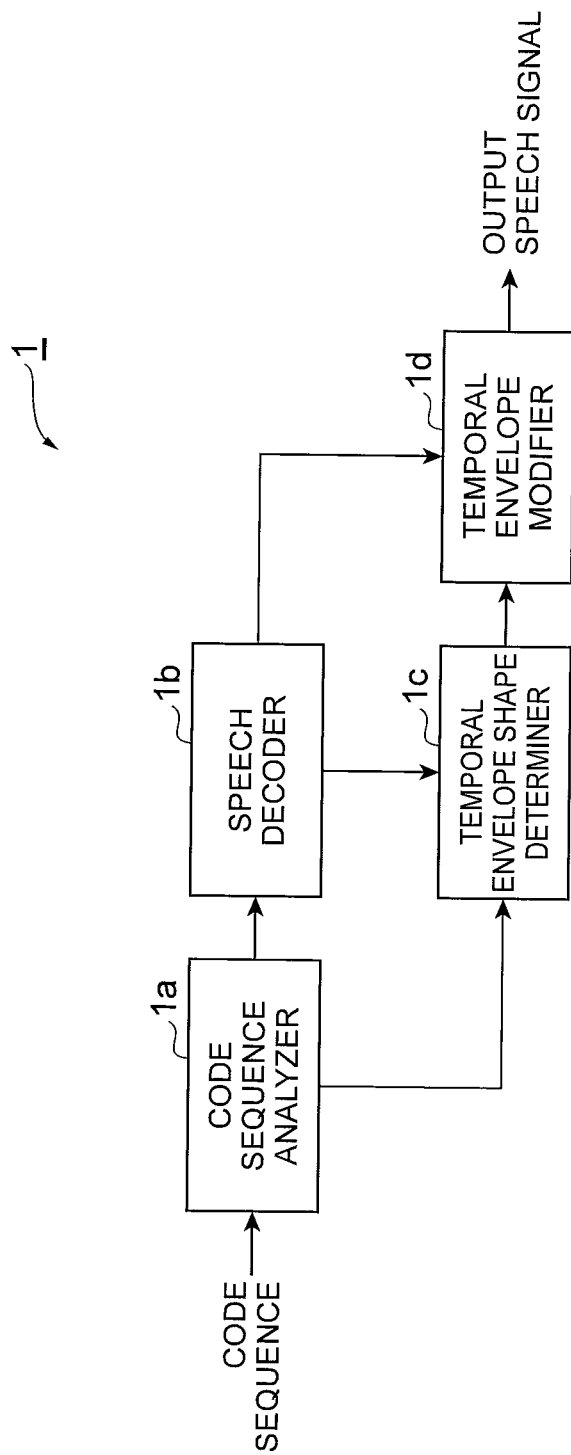 1
CODE
SEQUENCE
1a
CODE
SEQUENCE
ANALYZER
1b
SPEECH
DECODER
1c
TEMPORAL
ENVELOPE SHAPE
DETERMINER
1d
TEMPORAL
ENVELOPE
MODIFIER
OUTPUT
SPEECH SIGNAL